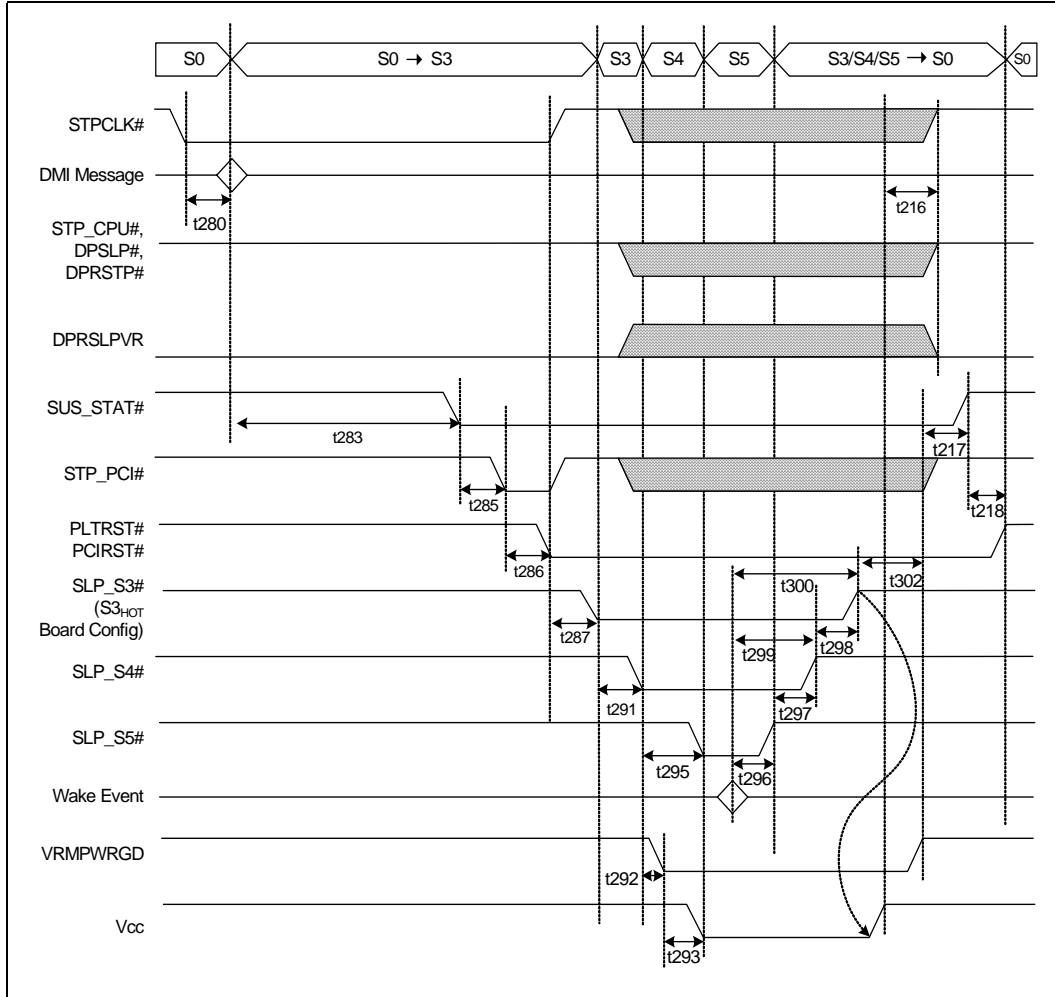 S0
S0 → S3
S3
S4
S5
S3/S4/S5 → S0
S0
STPCLK#
DMI Message
t280
t216
STP_CPU#,
DPSLP#,
DPRSTP#
DPRSLPVR
SUS_STAT#
t283
t217
STP_PCI#
t285
t218
PLTRST#
PCIRST#
t286
t300
t302
SLP_S3#
(S3HOT
Board Config)
t287
t299
t298
SLP_S4#
t291
t297
SLP_S5#
t295
t296
Wake Event
VRMPWRGD
t292
Vcc
t293